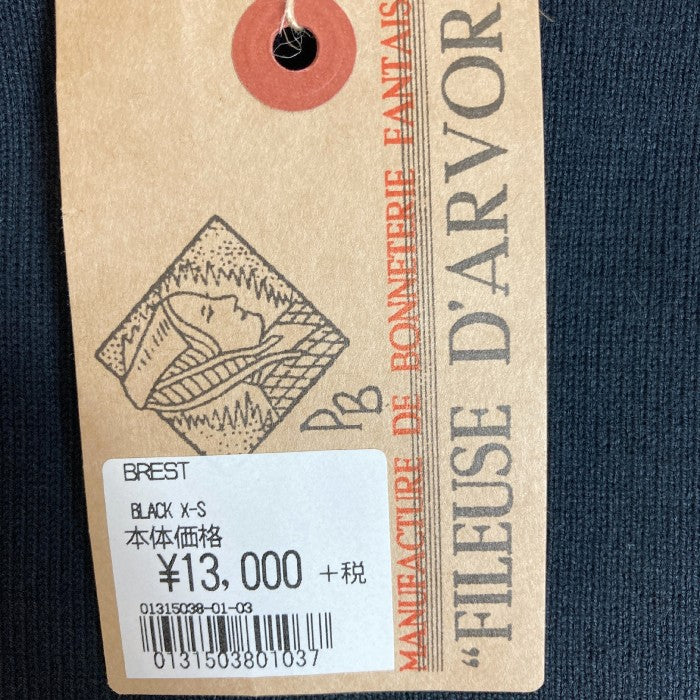 MANUFACTURE DE BONNETERIE FANTAIS
"FILEUSE D'ARVOR
PB
BREST
BLACK X-S
本体価格
¥13,000 +税
01315038-01-03
0131503801037